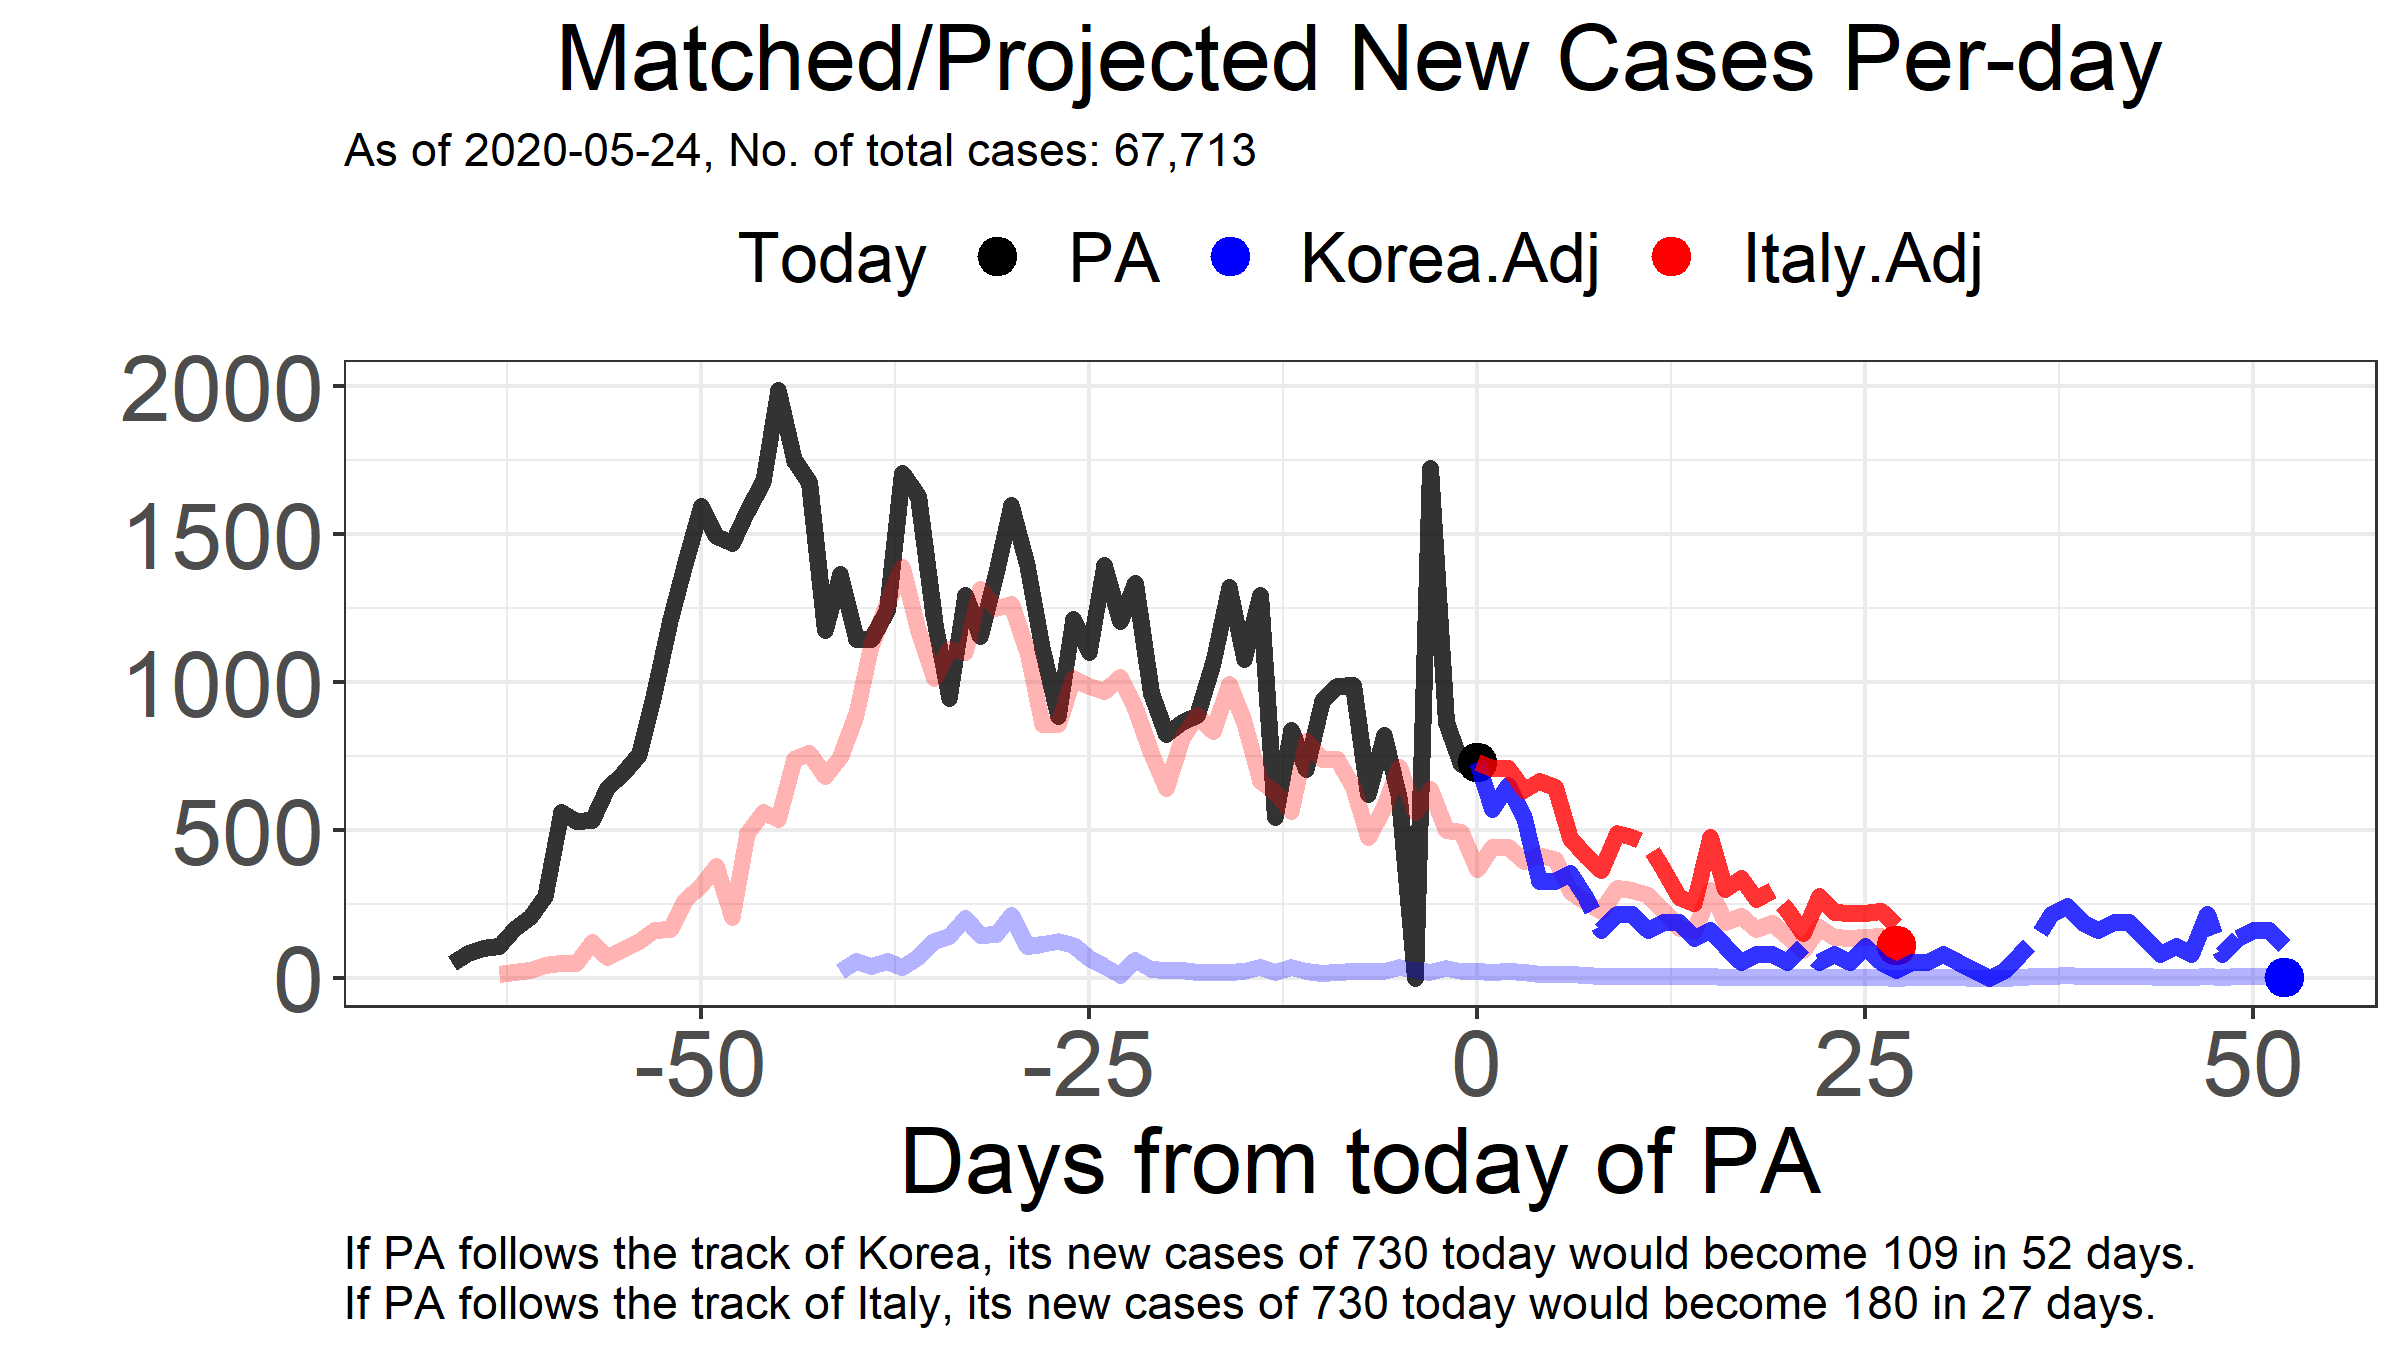 Matched/Projected New Cases Per-day
As of 2020-05-24, No. of total cases: 67,713
Today PA Korea.Adj Italy.Adj
2000
1500
1000
500
0
-50 -25 0 25 50
Days from today of PA
If PA follows the track of Korea, its new cases of 730 today would become 109 in 52 days.
If PA follows the track of Italy, its new cases of 730 today would become 180 in 27 days.